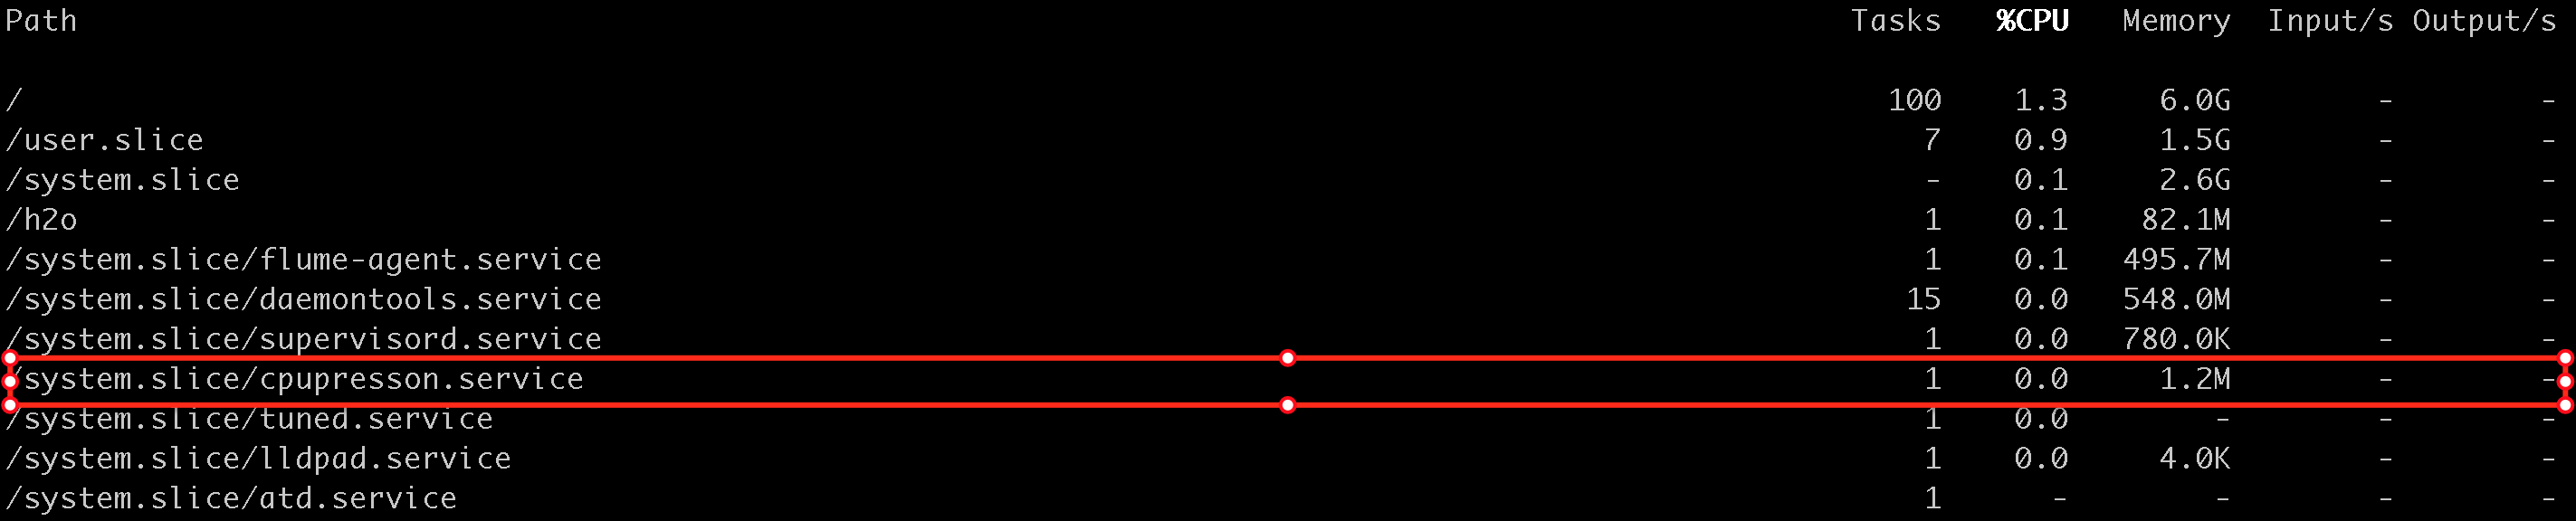 Path Tasks %CPU Memory Input/s Output/s
/ 100 1.3 6.0G - -
/user.slice 7 0.9 1.5G - -
/system.slice - 0.1 2.6G - -
/h2o 1 0.1 82.1M - -
/system.slice/flume-agent.service 1 0.1 495.7M - -
/system.slice/daemontools.service 15 0.0 548.0M - -
/system.slice/supervisord.service 1 0.0 780.0K - -
/system.slice/cpupresson.service 1 0.0 1.2M - -
/system.slice/tuned.service 1 0.0 - - -
/system.slice/lldpad.service 1 0.0 4.0K - -
/system.slice/atd.service 1 - - - -